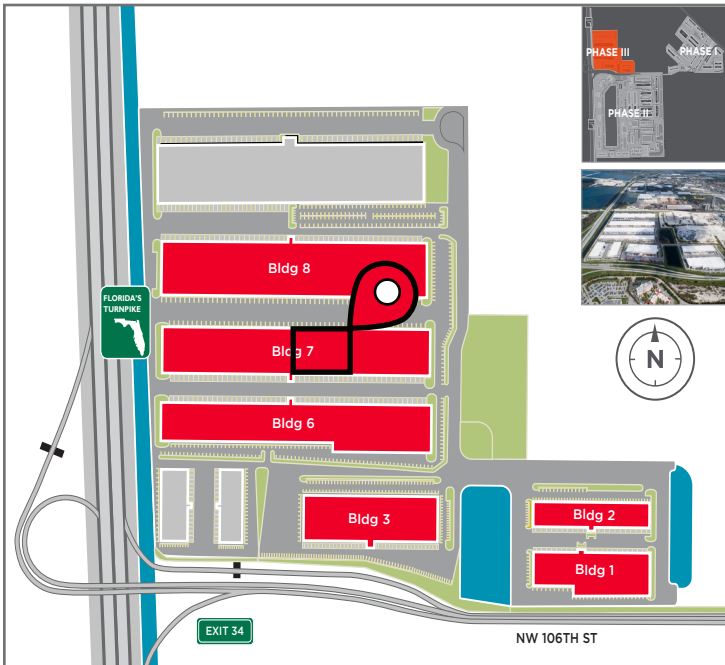 PHASE III
PHASE I
PHASE II
Bldg 8
FLORIDA'S
TURNPIKE
Bldg 7
N
Bldg 6
Bldg 3
Bldg 2
Bldg 1
EXIT 34
NW 106TH ST